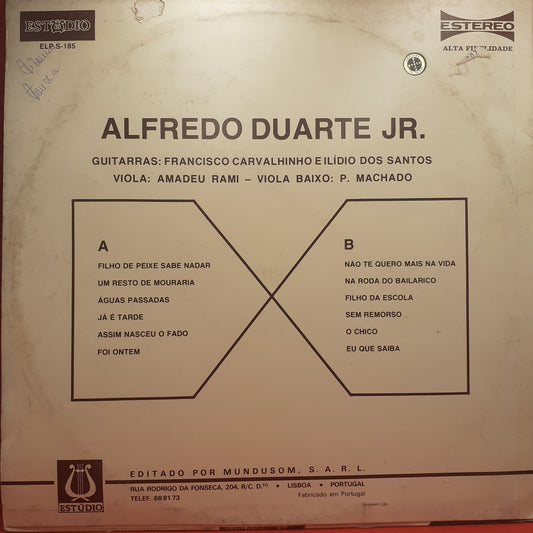 ESTÚDIO
ELP-S-185
ESTEREO
ALTA FIDELIDADE
ALFREDO DUARTE JR.
GUITARRAS: FRANCISCO CARVALHINHO E ILÍDIO DOS SANTOS
VIOLA: AMADEU RAMI – VIOLA BAIXO: P. MACHADO
A
FILHO DE PEIXE SABE NADAR
UM RESTO DE MOURARIA
ÁGUAS PASSADAS
JÁ É TARDE
ASSIM NASCEU O FADO
FOI ONTEM
B
NÃO TE QUERO MAIS NA VIDA
NA RODA DO BAILARICO
FILHO DA ESCOLA
SEM REMORSO
O CHICO
EU QUE SAIBA
ESTÚDIO
EDITADO POR MUNDUSOM, S. A. R. L.
RUA RODRIGO DA FONSECA, 204, R/C. D.TO • LISBOA • PORTUGAL
TELEF. 68 81 73
Fabricado em Portugal